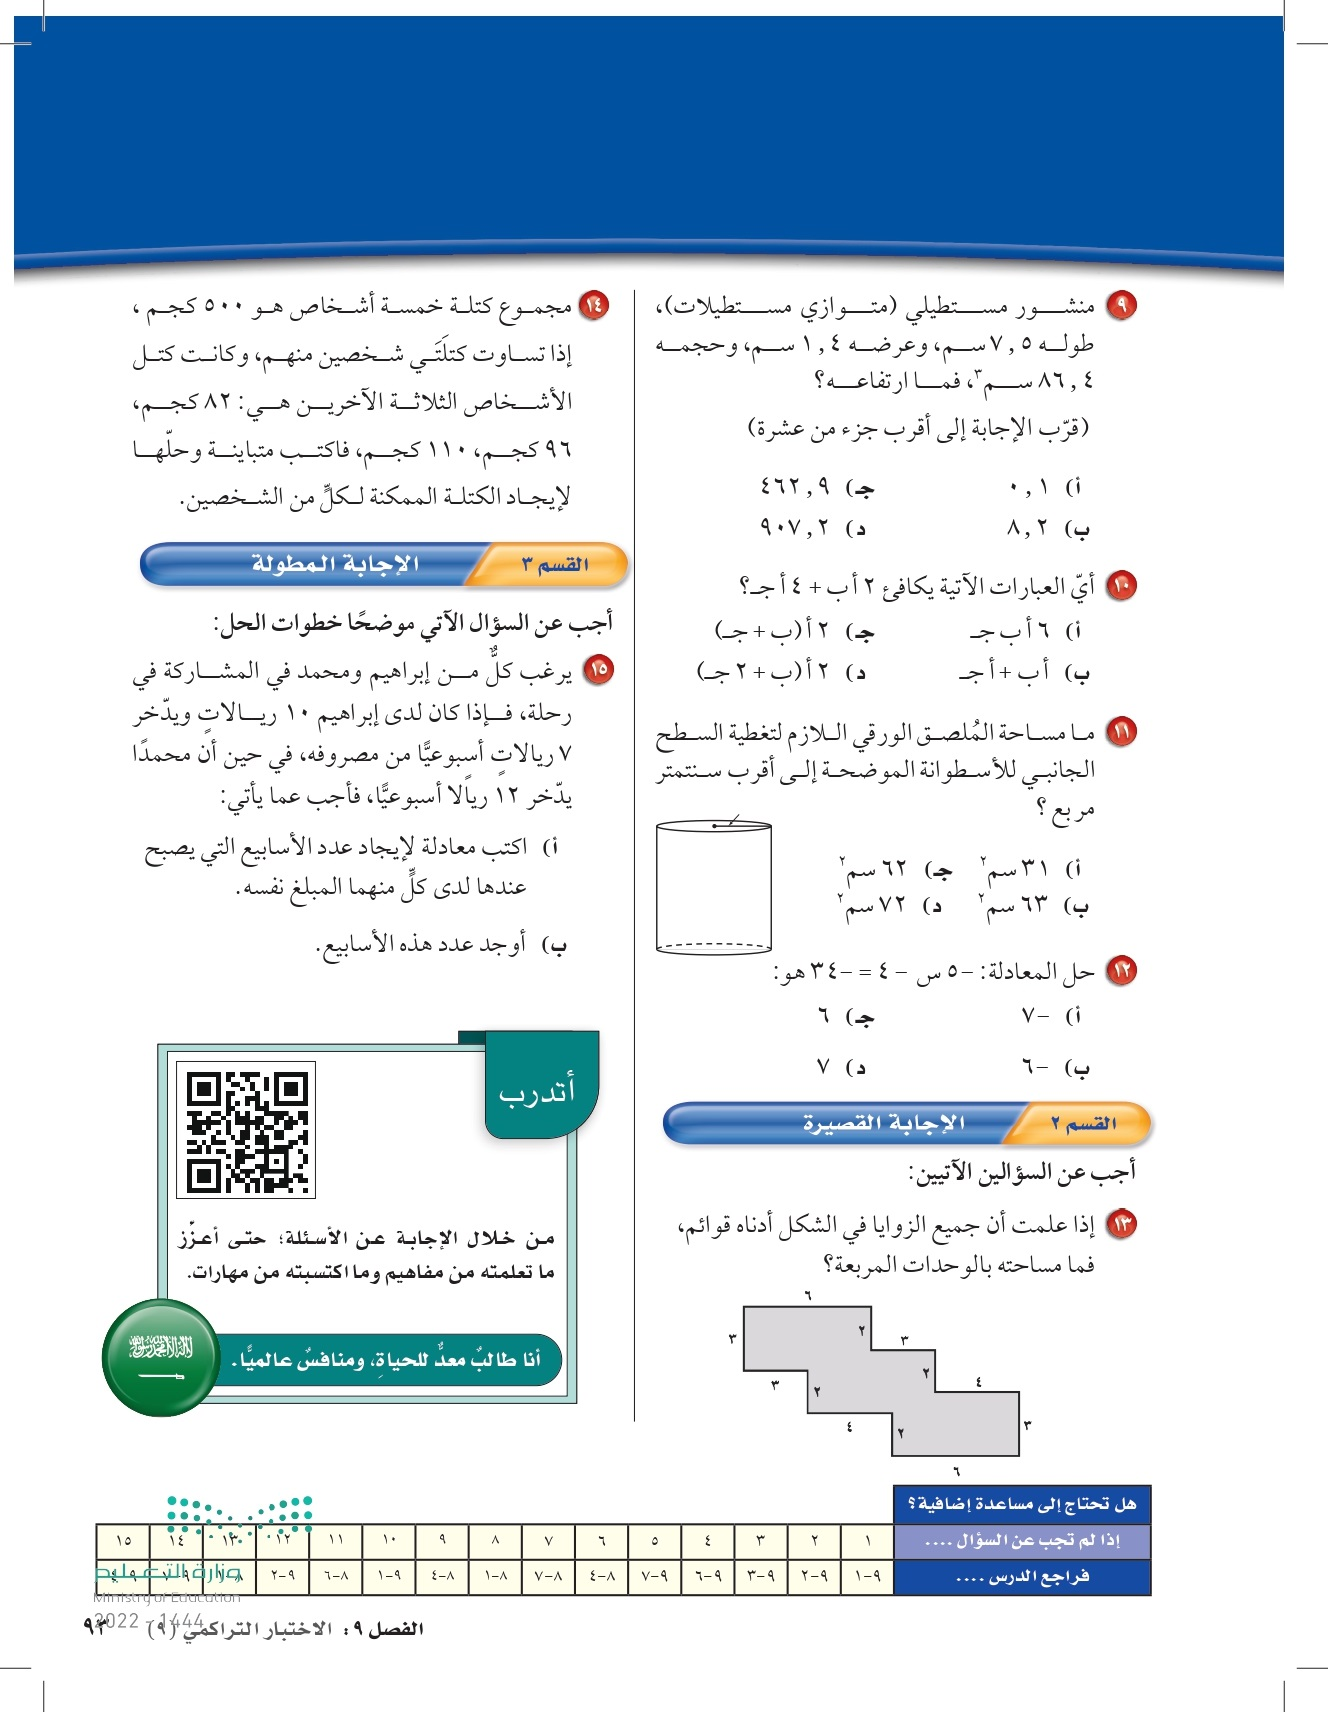 ٩ منشور مستطيلي (متوازي مستطيلات)،
طوله ٧,٥ سم، وعرضه ١,٤ سم، وحجمه
٨٦,٤ سم٣، فما ارتفاعه؟
(قرّب الإجابة إلى أقرب جزء من عشرة)
أ) ٠,١ جـ) ٤٦٢,٩
ب) ٨,٢ د) ٩٠٧,٢
١٠ أيّ العبارات الآتية يكافئ ٢ أ ب + ٤ أ جـ؟
أ) ٦ أ ب جـ جـ) ٢ أ (ب + جـ)
ب) أ ب + أ جـ د) ٢ أ (ب + ٢ جـ)
١١ ما مساحة المُلصق الورقي اللازم لتغطية السطح
الجانبي للأسطوانة الموضحة إلى أقرب سنتمتر
مربع؟
أ) ٣١ سم٢ جـ) ٦٢ سم٢
ب) ٦٣ سم٢ د) ٧٢ سم٢
١٢ حل المعادلة: -٥ س - ٤ = -٣٤ هو:
أ) -٧ جـ) ٦
ب) -٦ د) ٧
القسم ٢ الإجابة القصيرة
أجب عن السؤالين الآتيين:
١٣ إذا علمت أن جميع الزوايا في الشكل أدناه قوائم،
فما مساحته بالوحدات المربعة؟
٦
٣
٢
٣
٢
٤
٣
٣
٢
٤
٢
٦
١٤ مجموع كتلة خمسة أشخاص هو ٥٠٠ كجم،
إذا تساوت كتلَتَي شخصين منهم، وكانت كتل
الأشخاص الثلاثة الآخرين هي: ٨٢ كجم،
٩٦ كجم، ١١٠ كجم، فاكتب متباينة وحلّها
لإيجاد الكتلة الممكنة لكلٍّ من الشخصين.
القسم ٣ الإجابة المطولة
أجب عن السؤال الآتي موضحًا خطوات الحل:
١٥ يرغب كلٌّ من إبراهيم ومحمد في المشاركة في
رحلة، فإذا كان لدى إبراهيم ١٠ ريالاتٍ ويدّخر
٧ ريالاتٍ أسبوعيًّا من مصروفه، في حين أن محمدًا
يدّخر ١٢ ريالًا أسبوعيًّا، فأجب عما يأتي:
أ) اكتب معادلة لإيجاد عدد الأسابيع التي يصبح
عندها لدى كلٍّ منهما المبلغ نفسه.
ب) أوجد عدد هذه الأسابيع.
أتدرب
من خلال الإجابة عن الأسئلة؛ حتى أعزّز
ما تعلمته من مفاهيم وما اكتسبته من مهارات.
أنا طالبٌ معدٌّ للحياةِ، ومنافسٌ عالميًّا.
هل تحتاج إلى مساعدة إضافية؟
إذا لم تجب عن السؤال .... ١ ٢ ٣ ٤ ٥ ٦ ٧ ٨ ٩ ١٠ ١١ ١٢ ١٣ ١٤ ١٥
فراجع الدرس .... ٩-١ ٩-٢ ٩-٣ ٩-٦ ٩-٧ ٨-٤ ٨-٧ ٨-١ ٨-٤ ٩-١ ٨-٦ ٩-٢
وزارة التعليم
Ministry of Education
2022 - 1444
الفصل ٩: الاختبار التراكمي (٩) ٩٣